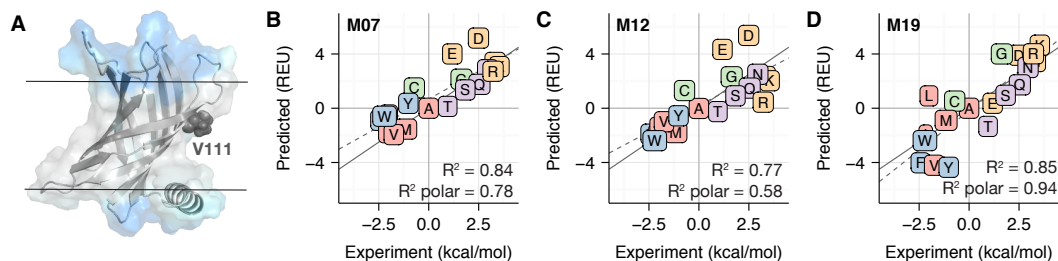 A
V111
B
M07
Predicted (REU)
4
0
−4
D
E
R
C
C
Q
S
Y
A
T
W
V
M
R² = 0.84
R² polar = 0.78
−2.5
0.0
2.5
Experiment (kcal/mol)
C
M12
Predicted (REU)
4
0
−4
D
E
G
N
K
C
Q
S
R
A
T
Y
V
M
W
R² = 0.77
R² polar = 0.58
−2.5
0.0
2.5
Experiment (kcal/mol)
D
M19
Predicted (REU)
4
0
−4
K
G
D
R
N
Q
S
L
C
E
A
M
T
W
F
V
Y
R² = 0.85
R² polar = 0.94
−2.5
0.0
2.5
Experiment (kcal/mol)